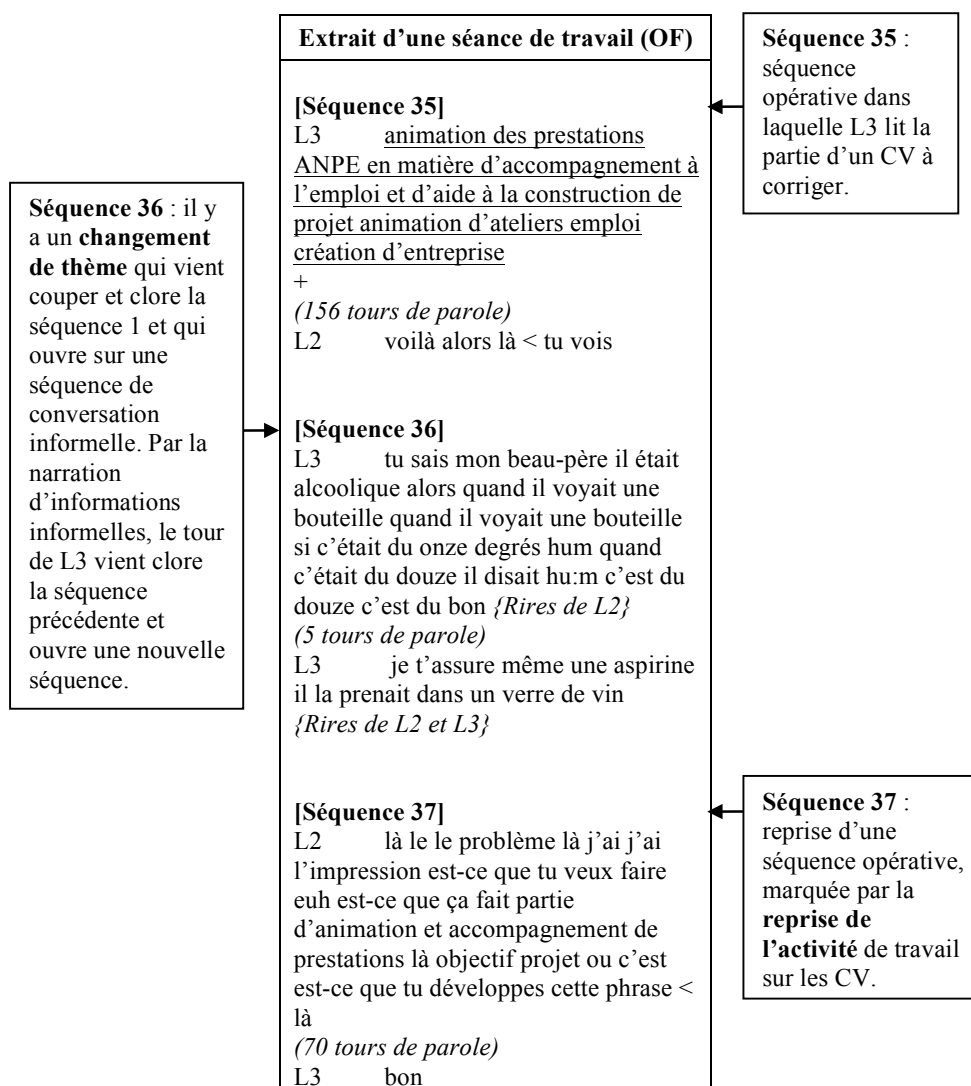 Extrait d'une séance de travail (OF)
[Séquence 35]
L3 animation des prestations
ANPE en matière d'accompagnement à
l'emploi et d'aide à la construction de
projet animation d'ateliers emploi
création d'entreprise
+
(156 tours de parole)
L2 voilà alors là < tu vois
Séquence 35 :
séquence
opérative dans
laquelle L3 lit la
partie d'un CV à
corriger.
Séquence 36 : il y
a un changement
de thème qui vient
couper et clore la
séquence 1 et qui
ouvre sur une
séquence de
conversation
informelle. Par la
narration
d'informations
informelles, le tour
de L3 vient clore
la séquence
précédente et
ouvre une nouvelle
séquence.
[Séquence 36]
L3 tu sais mon beau-père il était
alcoolique alors quand il voyait une
bouteille quand il voyait une bouteille
si c'était du onze degrés hum quand
c'était du douze il disait hu:m c'est du
douze c'est du bon {Rires de L2}
(5 tours de parole)
L3 je t'assure même une aspirine
il la prenait dans un verre de vin
{Rires de L2 et L3}
[Séquence 37]
L2 là le le problème là j'ai j'ai
l'impression est-ce que tu veux faire
euh est-ce que ça fait partie
d'animation et accompagnement de
prestations là objectif projet ou c'est
est-ce que tu développes cette phrase <
là
(70 tours de parole)
L3 bon
Séquence 37 :
reprise d'une
séquence opérative,
marquée par la
reprise de
l'activité de travail
sur les CV.